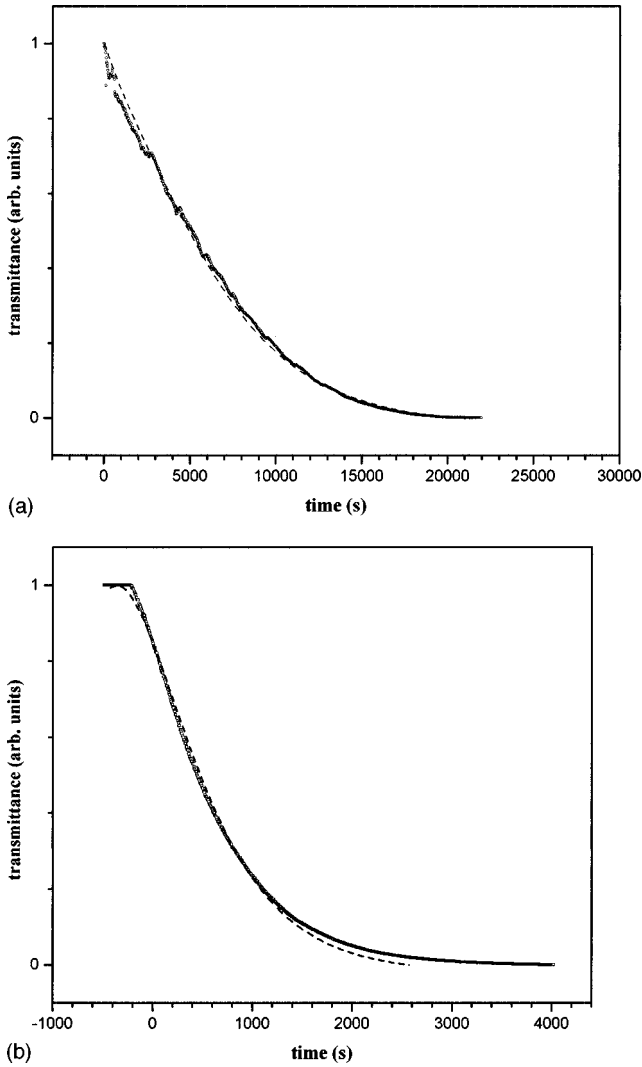 1
transmittance (arb. units)
0
0 5000 10000 15000 20000 25000 30000
(a)
time (s)
1
transmittance (arb. units)
0
-1000 0 1000 2000 3000 4000
(b)
time (s)